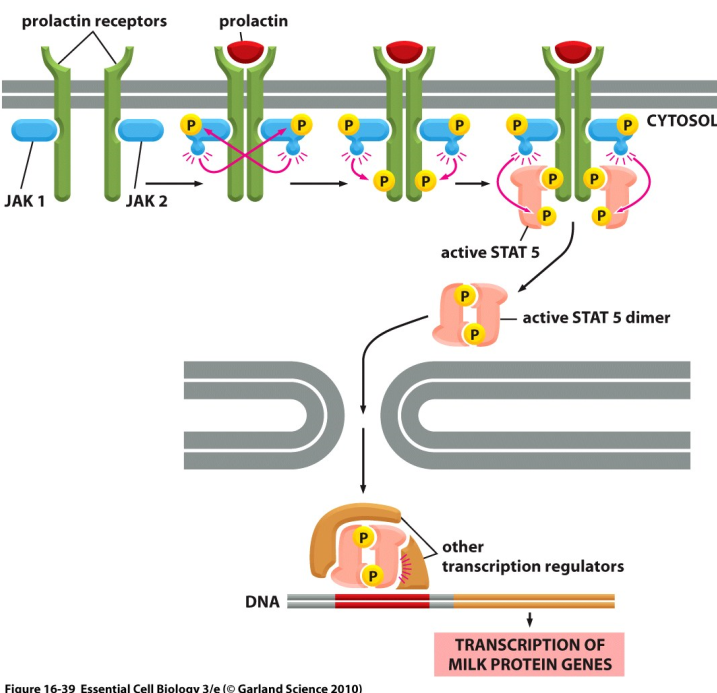 prolactin receptors
prolactin
P
P
P
P
P
P
CYTOSOL
JAK 1
JAK 2
P
P
P
P
P
P
active STAT 5
P
active STAT 5 dimer
P
P
other
transcription regulators
P
DNA
TRANSCRIPTION OF
MILK PROTEIN GENES
Figure 16-39 Essential Cell Biology 3/e (© Garland Science 2010)